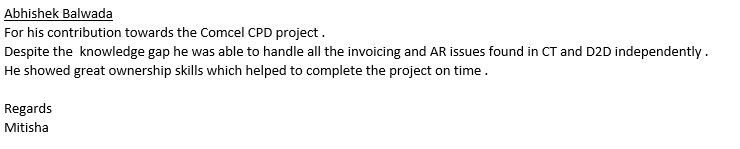 Abhishek Balwada
For his contribution towards the Comcel CPD project .
Despite the  knowledge gap he was able to handle all the invoicing and AR issues found in CT and D2D independently .
He showed great ownership skills which helped to complete the project on time .
Regards
Mitisha